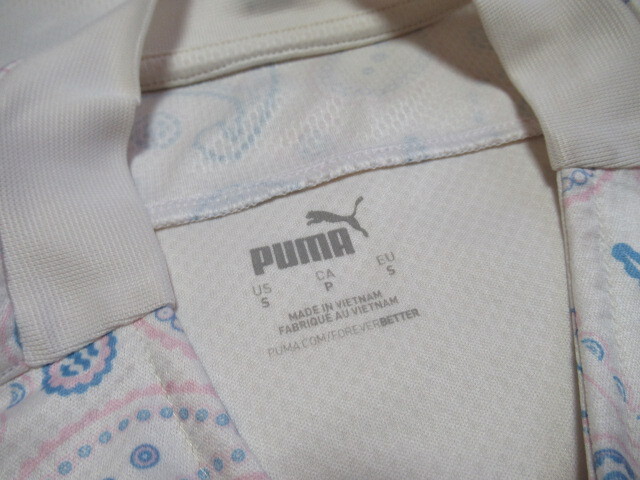 PUMA
US CA EU
S P S
MADE IN VIETNAM
FABRIQUÉ AU VIETNAM
PUMA.COM/FOREVERBETTER